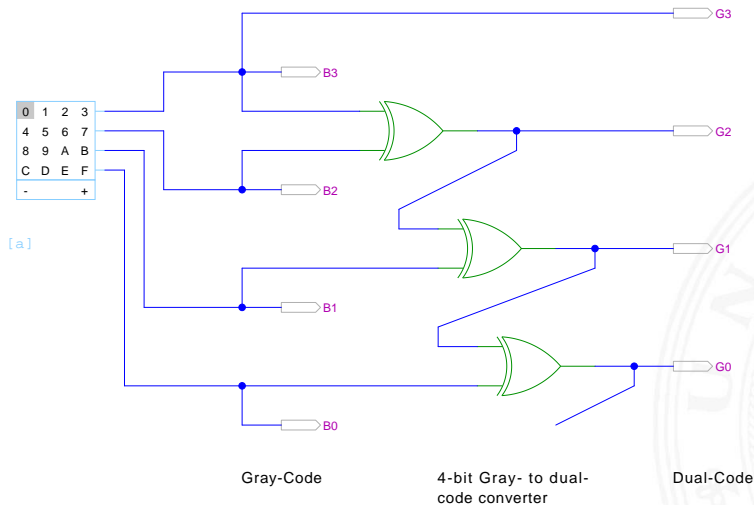 G3
B3
0 1 2 3
4 5 6 7
8 9 A B
C D E F
- +
G2
B2
[a]
G1
B1
G0
B0
Gray-Code
4-bit Gray- to dual-
code converter
Dual-Code
U N